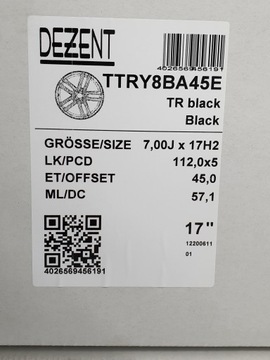 DEZENT
4026569456191
TTRY8BA45E
TR black
Black
GRÖSSE/SIZE 7,00J x 17H2
LK/PCD 112,0x5
ET/OFFSET 45,0
ML/DC 57,1
17"
12200611
01
4026569456191